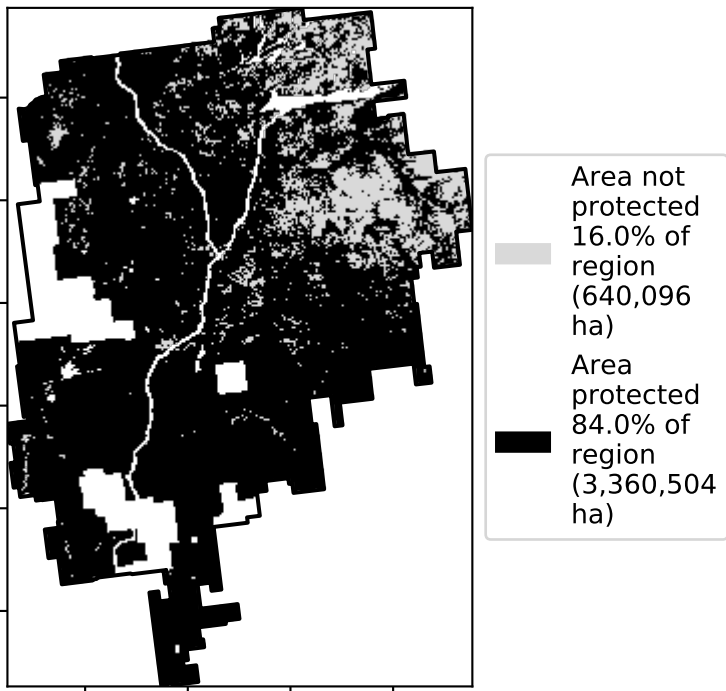 Area not
protected
16.0% of
region
(640,096
ha)
Area
protected
84.0% of
region
(3,360,504
ha)